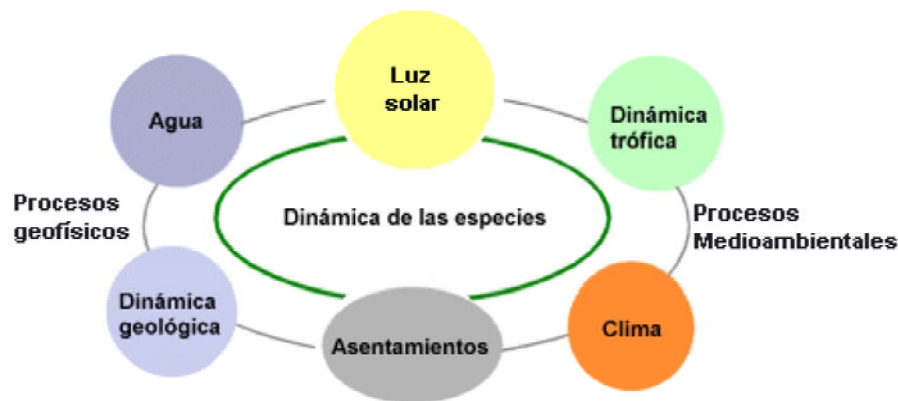 Luz
solar
Agua
Dinámica
trófica
Procesos
geofísicos
Dinámica de las especies
Procesos
Medioambientales
Dinámica
geológica
Asentamientos
Clima